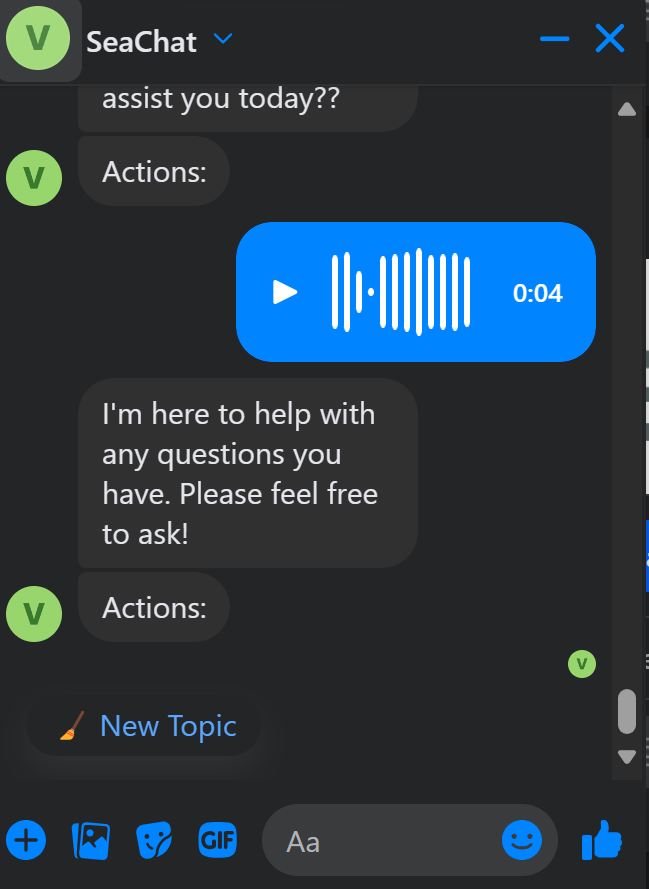 V SeaChat
assist you today??
V Actions:
0:04
I'm here to help with
any questions you
have. Please feel free
to ask!
V Actions:
V
New Topic
GIF Aa